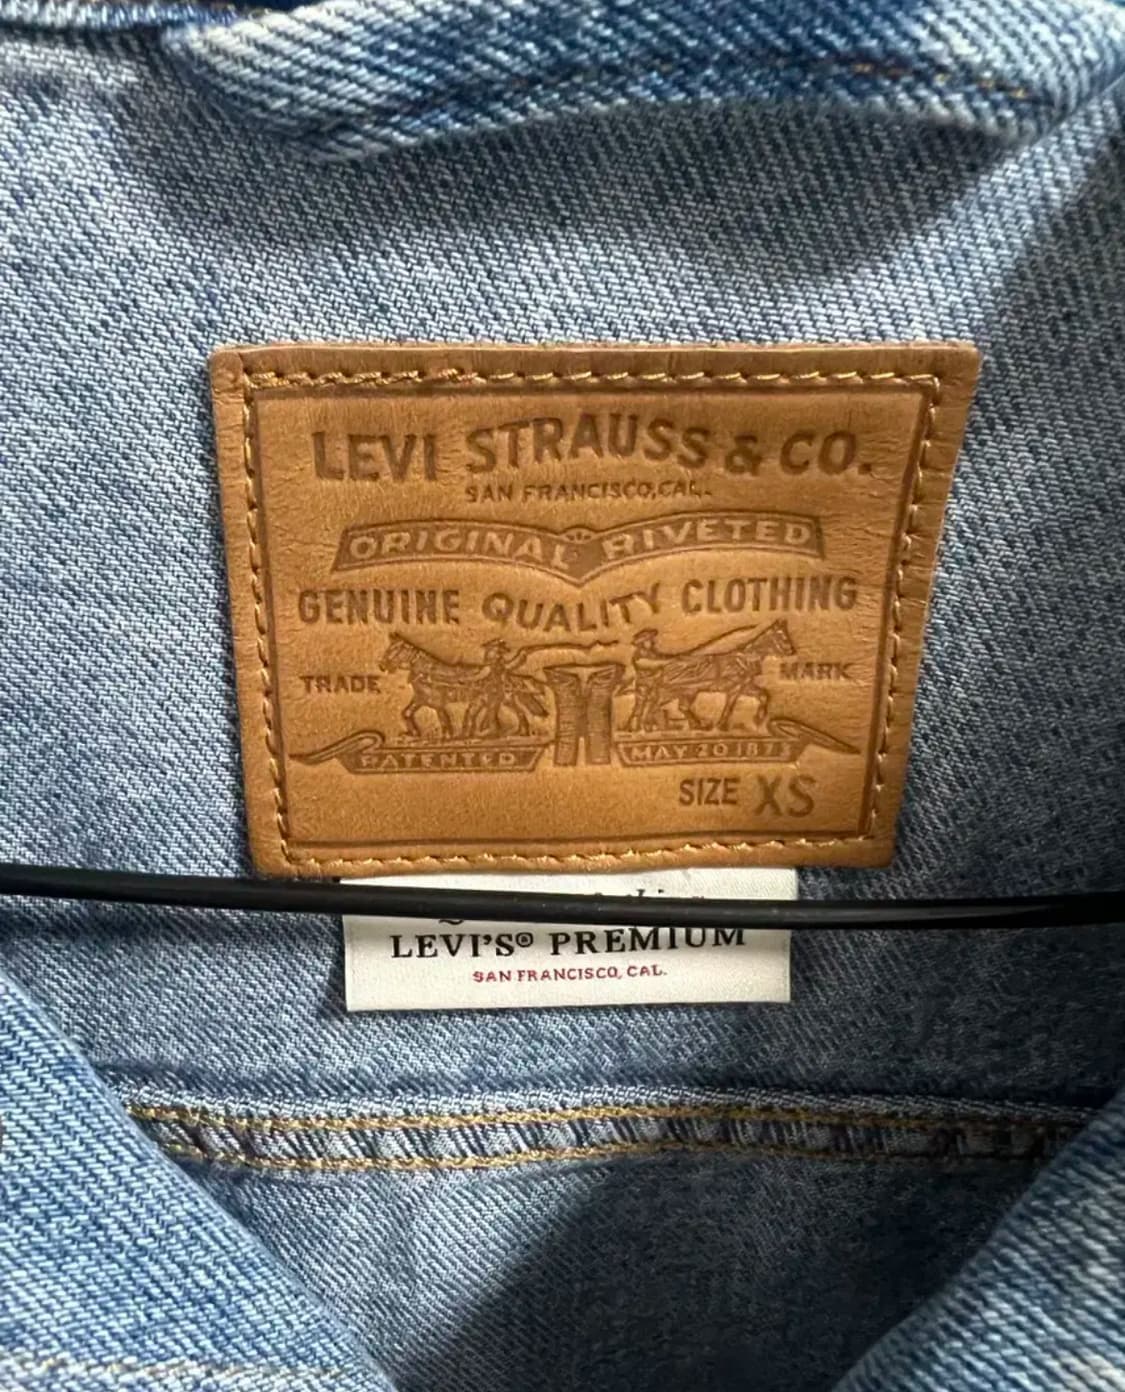 LEVI STRAUSS & CO.
SAN FRANCISCO, CAL.
ORIGINAL RIVETED
GENUINE QUALITY CLOTHING
TRADE MARK
PATENTED MAY 20 1873
SIZE XS
LEVI'S® PREMIUM
SAN FRANCISCO, CAL.